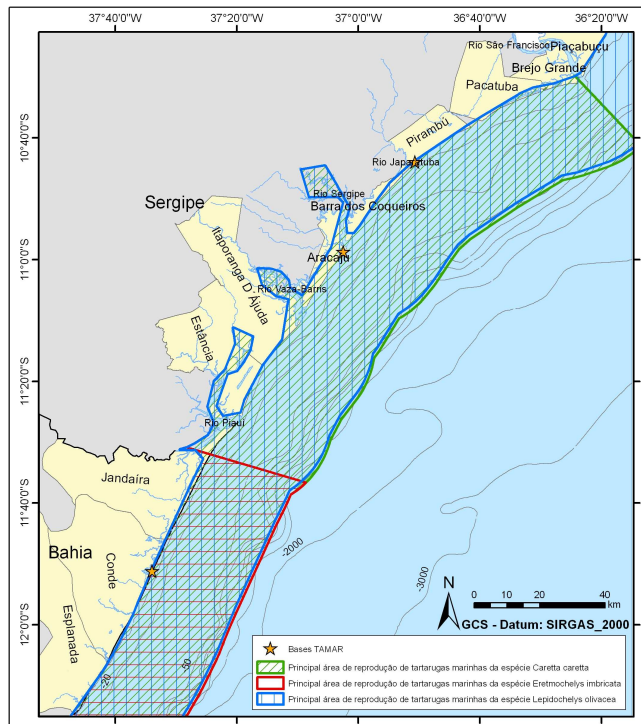 37°40'0"W 37°20'0"W 37°0'0"W 36°40'0"W 36°20'0"W
Rio São Francisco Piaçabuçu
Brejo Grande
Pacatuba
10°40'0"S
Pirambú
Rio Japaratuba
Rio Sergipe
Sergipe
Barra dos Coqueiros
11°0'0"S
Aracaju
Itaporanga D´Ájuda
Rio Vaza-Barris
Estância
11°20'0"S
Rio Piauí
Jandaíra
11°40'0"S
Bahia
Conde
-2000
-3000
Esplanada
N
0 10 20 40
km
12°0'0"S
GCS - Datum: SIRGAS_2000
-20
-50
Bases TAMAR
Principal área de reprodução de tartarugas marinhas da espécie Caretta caretta
Principal área de reprodução de tartarugas marinhas da espécie Eretmochelys imbricata
Principal área de reprodução de tartarugas marinhas da espécie Lepidochelys olivacea